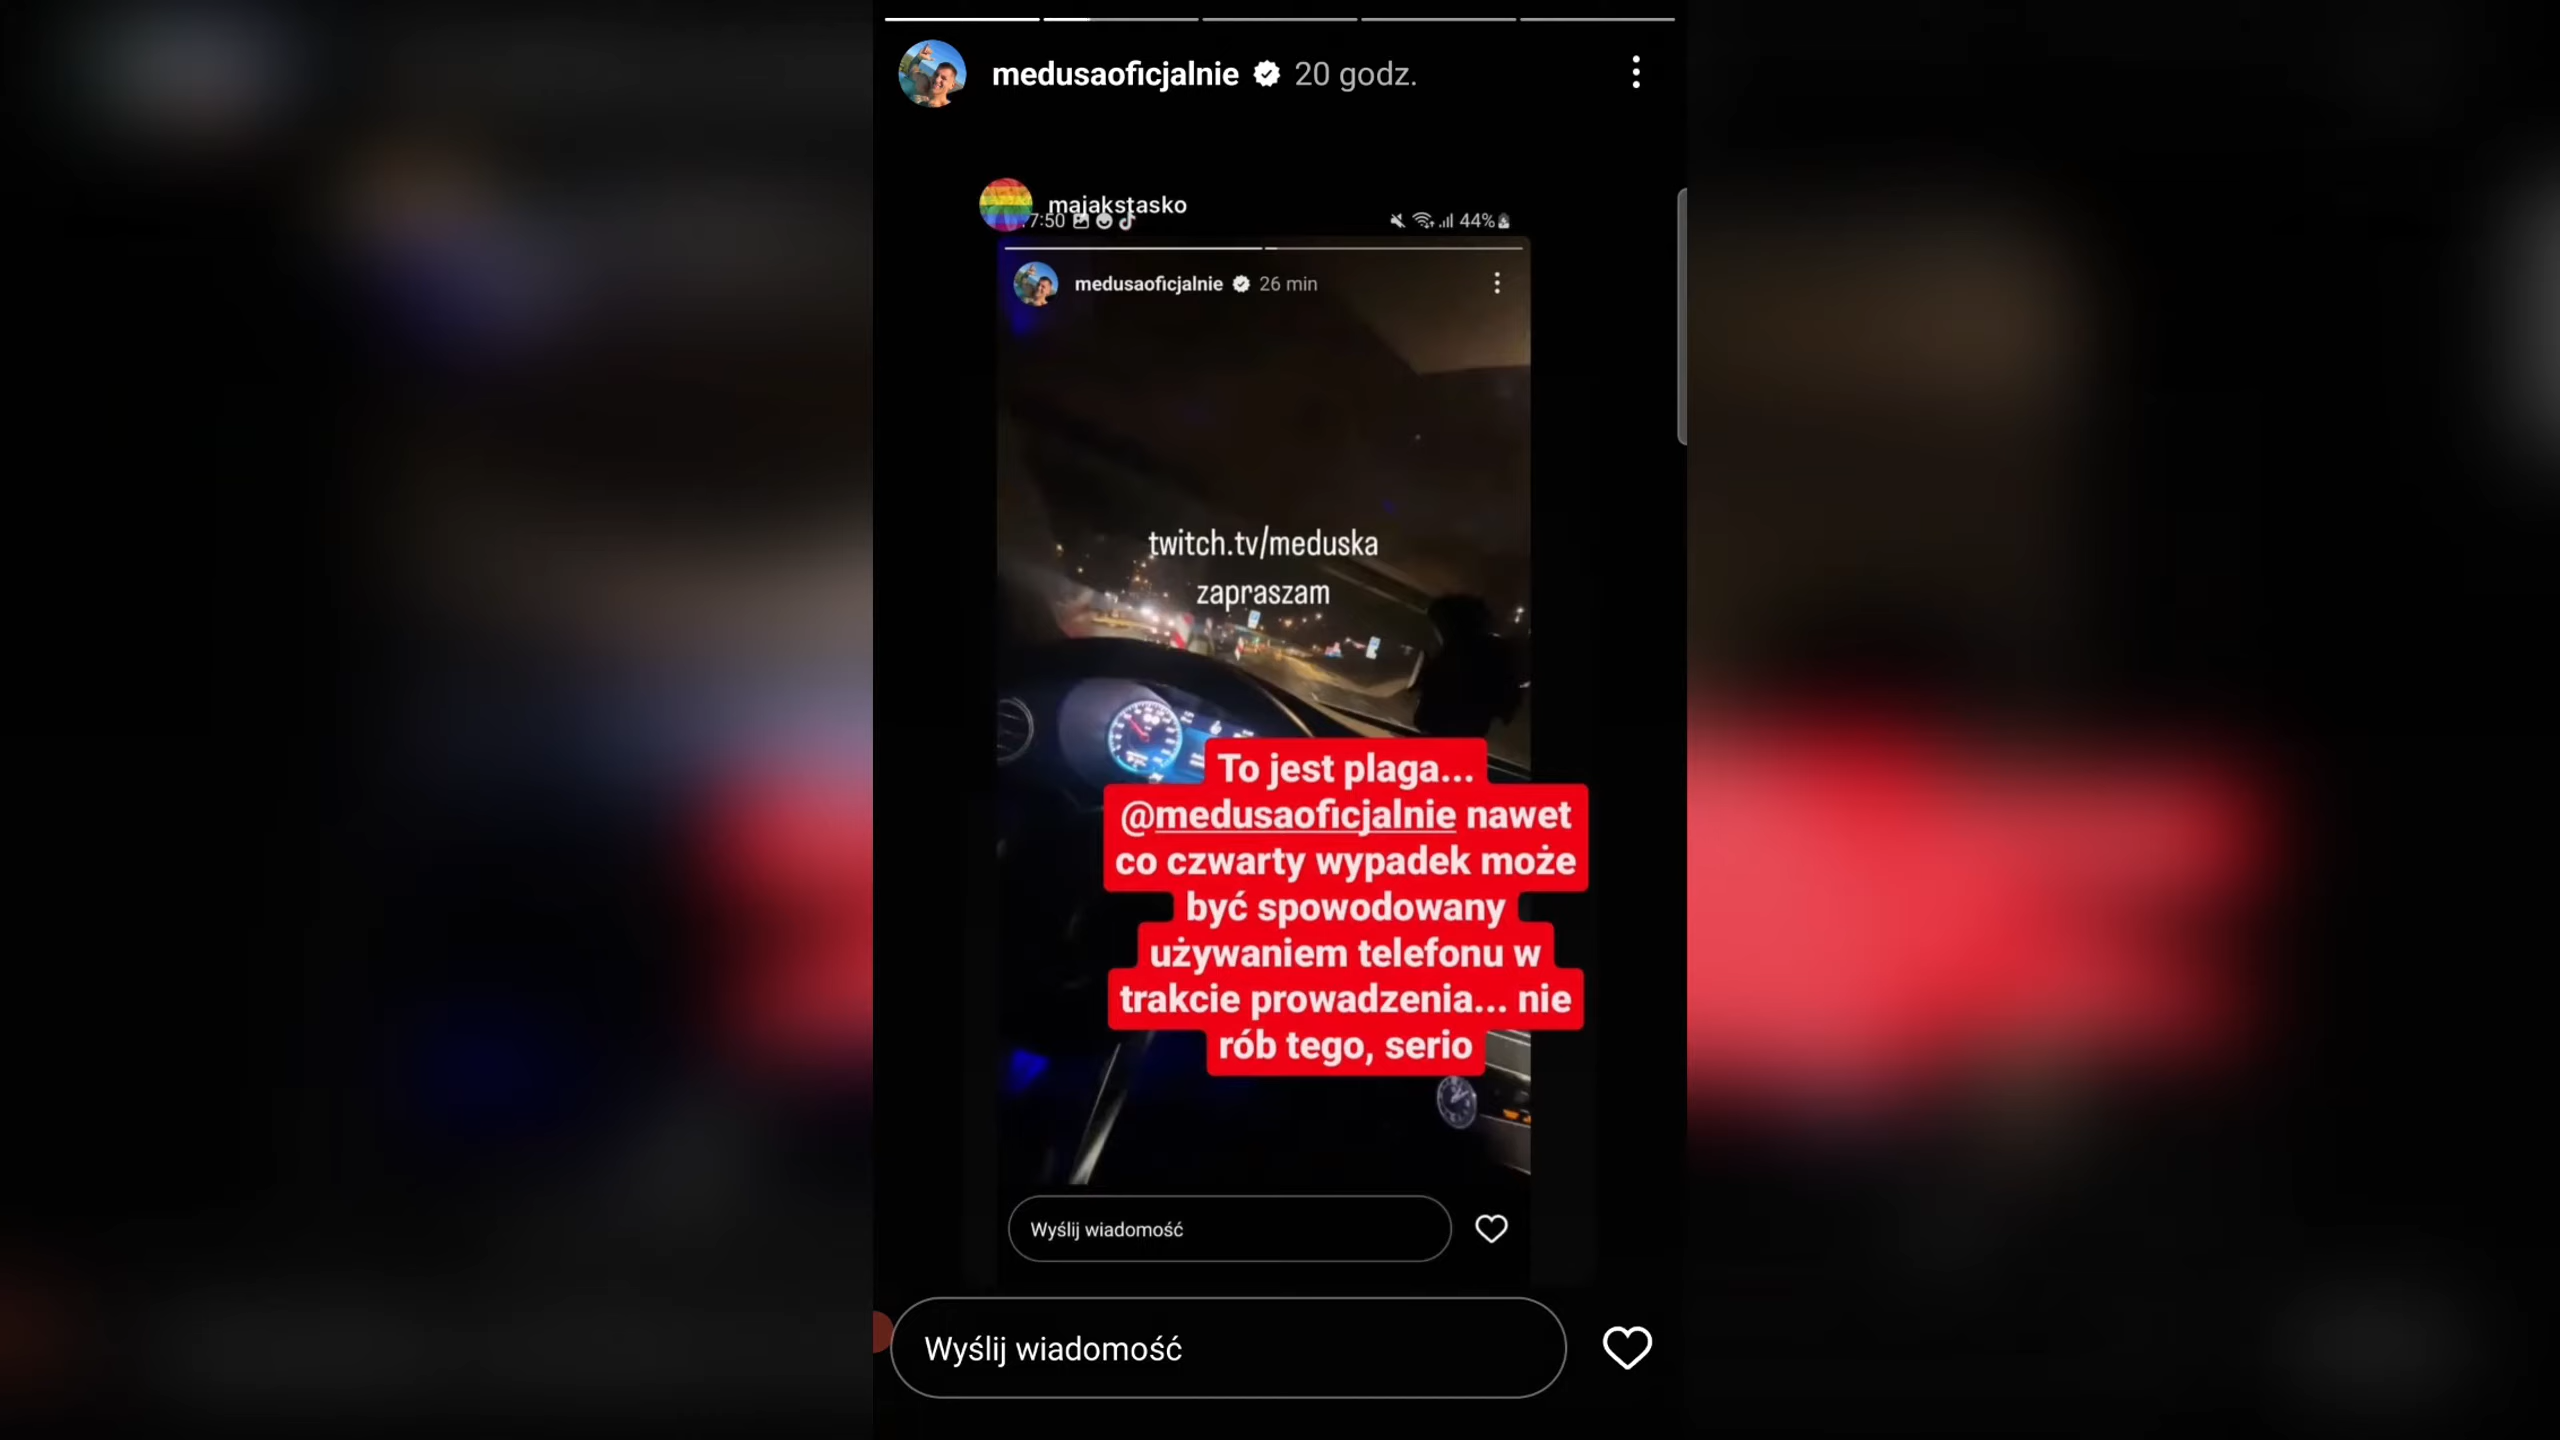 medusaoficjalnie 20 godz.
majakstasko
7:50 44%
medusaoficjalnie 26 min
twitch.tv/meduska
zapraszam
To jest plaga...
@medusaoficjalnie nawet
co czwarty wypadek może
być spowodowany
używaniem telefonu w
trakcie prowadzenia... nie
rób tego, serio
Wyślij wiadomość
Wyślij wiadomość